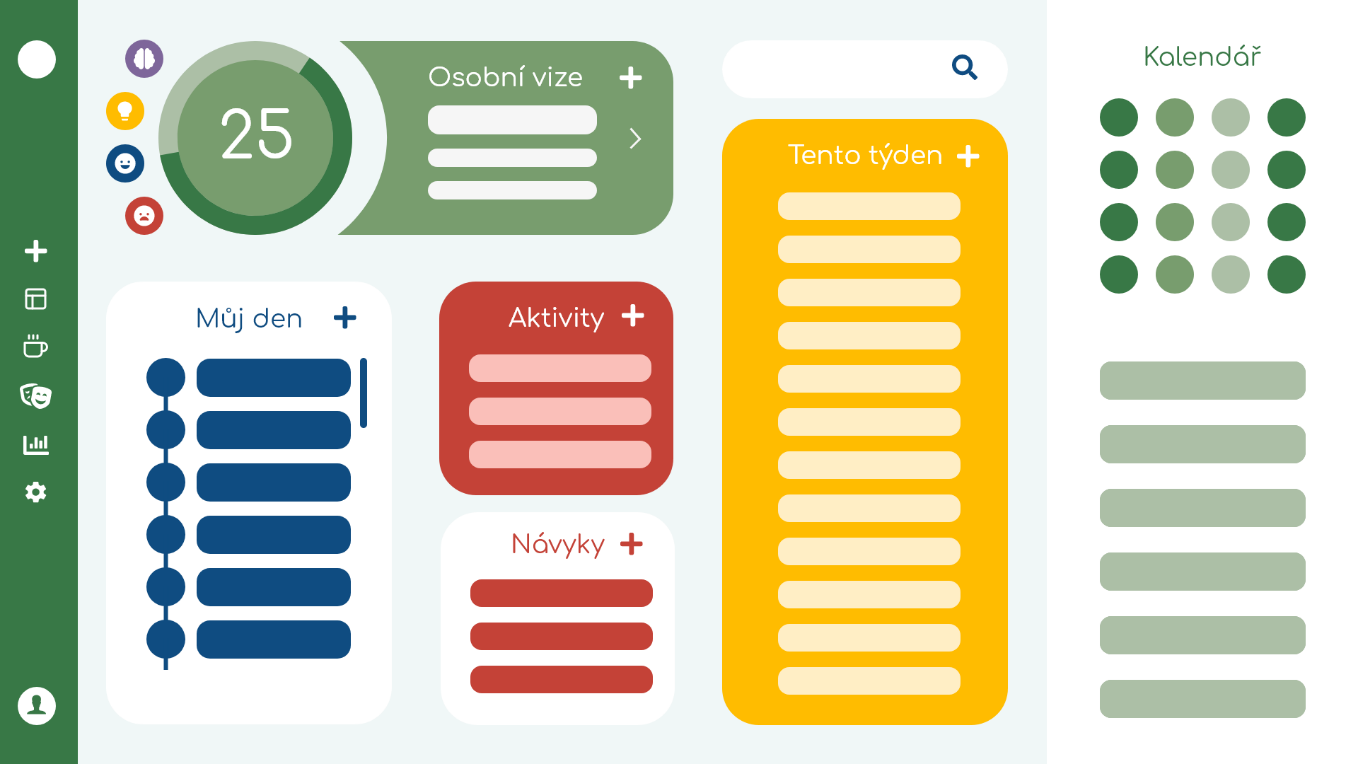 25
Osobní vize
Můj den
Aktivity
Návyky
Tento týden
Kalendář